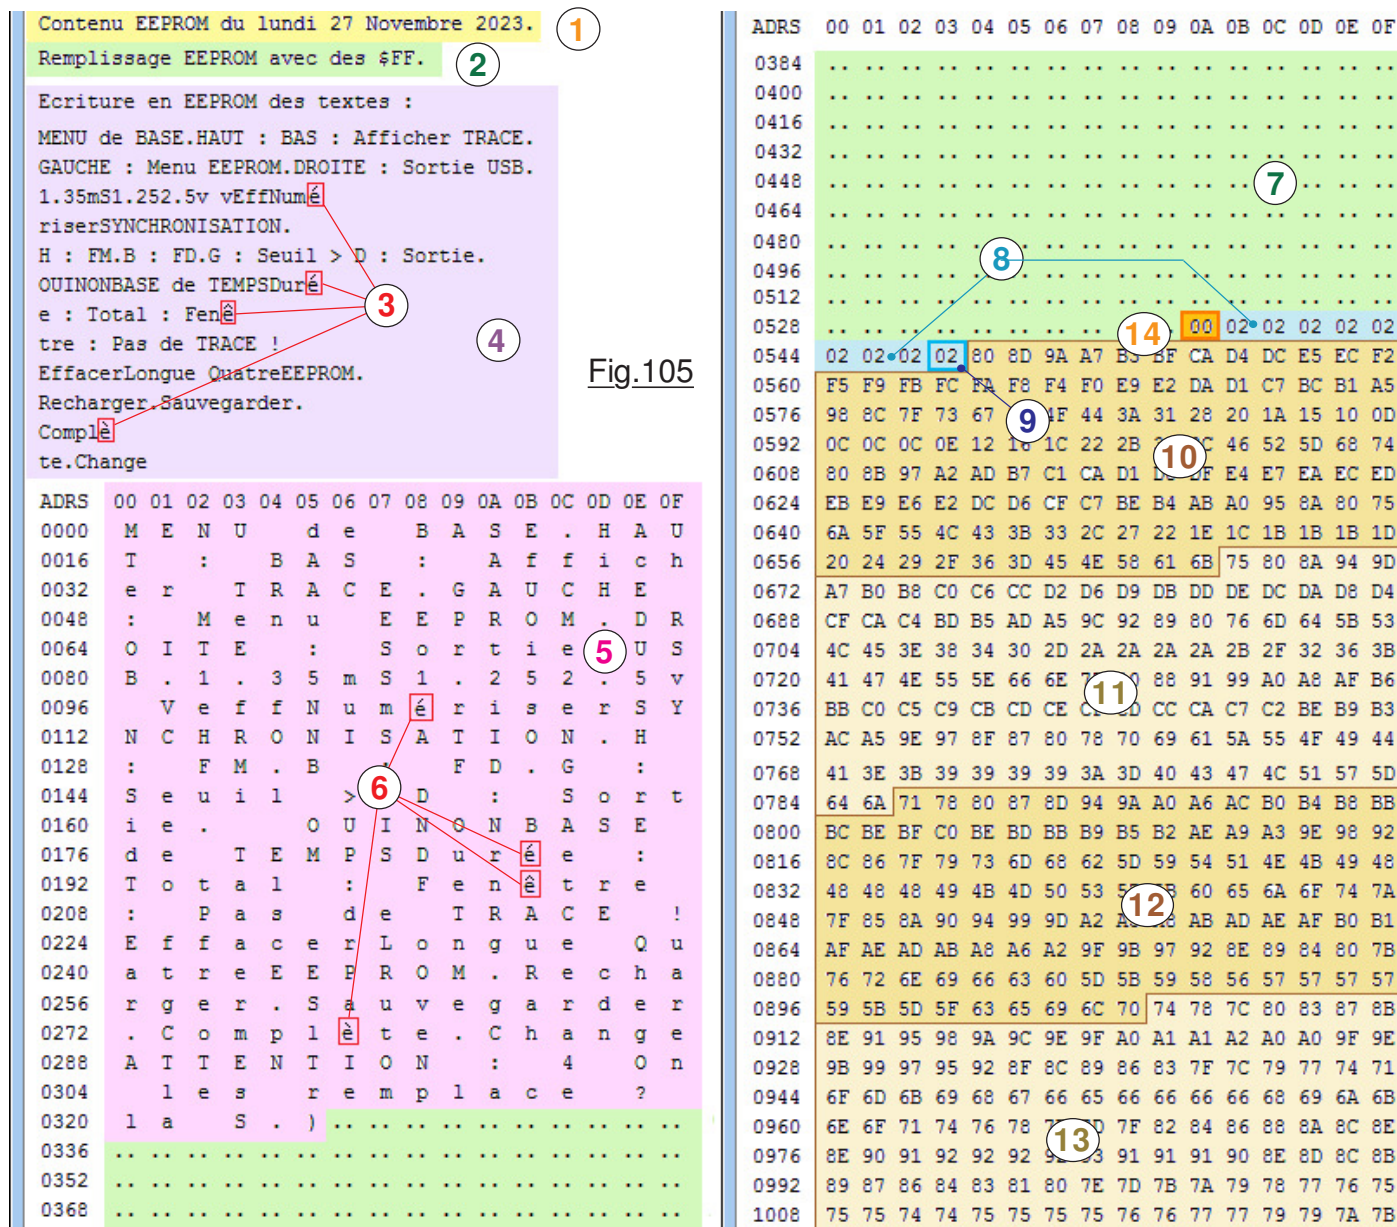 Contenu EEPROM du lundi 27 Novembre 2023.
1
Remplissage EEPROM avec des $FF.
2
Ecriture en EEPROM des textes :
MENU de BASE.HAUT : BAS : Afficher TRACE.
GAUCHE : Menu EEPROM.DROITE : Sortie USB.
1.35mS1.252.5v vEffNumé
riserSYNCHRONISATION.
H : FM.B : FD.G : Seuil > D : Sortie.
OUINONBASE de TEMPSDuré
3
e : Total : Fenê
4
tre : Pas de TRACE !
EffacerLongue QuatreEEPROM.
Fig.105
Recharger.Sauvegarder.
Complè
te.Change
ADRS 00 01 02 03 04 05 06 07 08 09 0A 0B 0C 0D 0E 0F
0000 M E N U d e B A S E . H A U
0016 T : B A S : A f f i c h
0032 e r T R A C E . G A U C H E
0048 : M e n u E E P R O M . D R
0064 O I T E : S o r t i e U S
5
0080 B . 1 . 3 5 m S 1 . 2 5 2 . 5 v
0096 V e f f N u m é r i s e r S Y
0112 N C H R O N I S A T I O N . H
0128 : F M . B : F D . G :
0144 S e u i l > D : S o r t
6
0160 i e . O U I N O N B A S E
0176 d e T E M P S D u r é e :
0192 T o t a l : F e n ê t r e
0208 : P a s d e T R A C E !
0224 E f f a c e r L o n g u e Q u
0240 a t r e E E P R O M . R e c h a
0256 r g e r . S a u v e g a r d e r
0272 . C o m p l è t e . C h a n g e
0288 A T T E N T I O N : 4 O n
0304 l e s r e m p l a c e ?
0320 l a S . ) .. .. .. .. .. .. .. .. .. ..
0336 .. .. .. .. .. .. .. .. .. .. .. .. .. .. .. ..
0352 .. .. .. .. .. .. .. .. .. .. .. .. .. .. .. ..
0368 .. .. .. .. .. .. .. .. .. .. .. .. .. .. .. ..
ADRS 00 01 02 03 04 05 06 07 08 09 0A 0B 0C 0D 0E 0F
0384 .. .. .. .. .. .. .. .. .. .. .. .. .. .. .. ..
0400 .. .. .. .. .. .. .. .. .. .. .. .. .. .. .. ..
0416 .. .. .. .. .. .. .. .. .. .. .. .. .. .. .. ..
0432 .. .. .. .. .. .. .. .. .. .. .. .. .. .. .. ..
0448 .. .. .. .. .. .. .. .. .. .. .. .. 7 .. .. ..
0464 .. .. .. .. .. .. .. .. .. .. .. .. .. .. .. ..
0480 .. .. .. .. .. .. .. .. .. .. .. .. .. .. .. ..
8
0496 .. .. .. .. .. .. .. .. .. .. .. .. .. .. .. ..
0512 .. .. .. .. .. .. .. .. .. .. .. .. .. .. .. ..
0528 .. .. .. .. .. .. .. .. .. .. 00 02 02 02 02 02
14
0544 02 02 02 02 80 8D 9A A7 B3 BF CA D4 DC E5 EC F2
0560 F5 F9 FB FC FA F8 F4 F0 E9 E2 DA D1 C7 BC B1 A5
0576 98 8C 7F 73 67 4F 44 3A 31 28 20 1A 15 10 0D
9
0592 0C 0C 0C 0E 12 16 1C 22 2B 46 52 5D 68 74
10
0608 80 8B 97 A2 AD B7 C1 CA D1 DF E4 E7 EA EC ED
0624 EB E9 E6 E2 DC D6 CF C7 BE B4 AB A0 95 8A 80 75
0640 6A 5F 55 4C 43 3B 33 2C 27 22 1E 1C 1B 1B 1B 1D
0656 20 24 29 2F 36 3D 45 4E 58 61 6B 75 80 8A 94 9D
0672 A7 B0 B8 C0 C6 CC D2 D6 D9 DB DD DE DC DA D8 D4
0688 CF CA C4 BD B5 AD A5 9C 92 89 80 76 6D 64 5B 53
0704 4C 45 3E 38 34 30 2D 2A 2A 2A 2A 2B 2F 32 36 3B
0720 41 47 4E 55 5E 66 6E 88 91 99 A0 A8 AF B6
11
0736 BB C0 C5 C9 CB CD CE CC CA C7 C2 BE B9 B3
0752 AC A5 9E 97 8F 87 80 78 70 69 61 5A 55 4F 49 44
0768 41 3E 3B 39 39 39 39 3A 3D 40 43 47 4C 51 57 5D
0784 64 6A 71 78 80 87 8D 94 9A A0 A6 AC B0 B4 B8 BB
0800 BC BE BF C0 BE BD BB B9 B5 B2 AE A9 A3 9E 98 92
0816 8C 86 7F 79 73 6D 68 62 5D 59 54 51 4E 4B 49 48
0832 48 48 48 49 4B 4D 50 53 60 65 6A 6F 74 7A
12
0848 7F 85 8A 90 94 99 9D A2 AB AD AE AF B0 B1
0864 AF AE AD AB A8 A6 A2 9F 9B 97 92 8E 89 84 80 7B
0880 76 72 6E 69 66 63 60 5D 5B 59 58 56 57 57 57 57
0896 59 5B 5D 5F 63 65 69 6C 70 74 78 7C 80 83 87 8B
0912 8E 91 95 98 9A 9C 9E 9F A0 A1 A1 A2 A0 A0 9F 9E
0928 9B 99 97 95 92 8F 8C 89 86 83 7F 7C 79 77 74 71
0944 6F 6D 6B 69 68 67 66 65 66 66 66 66 68 69 6A 6B
0960 6E 6F 71 74 76 78 7F 82 84 86 88 8A 8C 8E
13
0976 8E 90 91 92 92 92 91 91 91 90 8E 8D 8C 8B
0992 89 87 86 84 83 81 80 7E 7D 7B 7A 79 78 77 76 75
1008 75 75 74 74 75 75 75 75 76 76 77 77 79 79 7A 7B